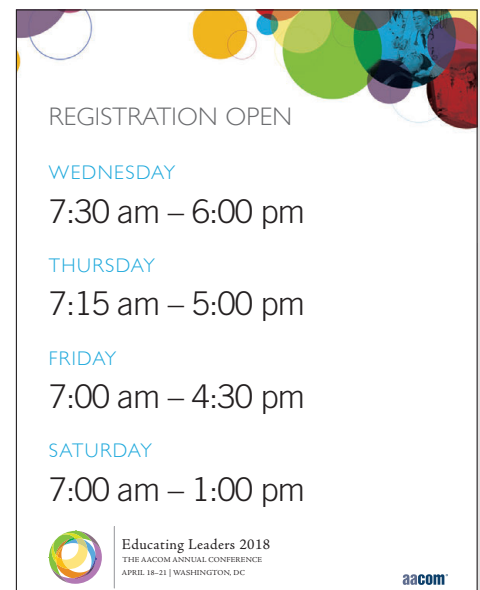 REGISTRATION OPEN
WEDNESDAY
7:30 am – 6:00 pm
THURSDAY
7:15 am – 5:00 pm
FRIDAY
7:00 am – 4:30 pm
SATURDAY
7:00 am – 1:00 pm
Educating Leaders 2018
THE AACOM ANNUAL CONFERENCE
APRIL 18–21 | WASHINGTON, DC
aacom